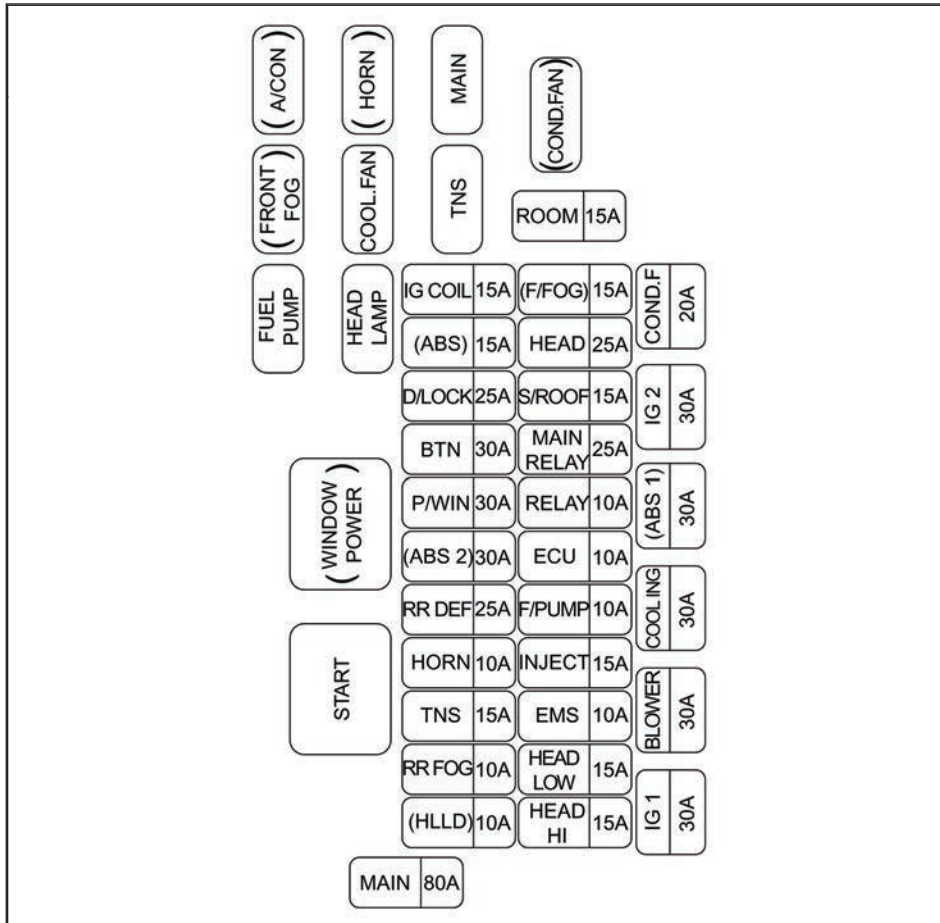 (A/CON)
(HORN)
MAIN
(COND.FAN)
(FRONT
FOG)
COOL.FAN
TNS
ROOM 15A
FUEL
PUMP
HEAD
LAMP
IG COIL 15A
(F/FOG) 15A
COND.F 20A
(ABS) 15A
HEAD 25A
D/LOCK 25A
S/ROOF 15A
IG 2 30A
BTN 30A
MAIN
RELAY 25A
(WINDOW
POWER)
P/WIN 30A
RELAY 10A
(ABS 1) 30A
(ABS 2) 30A
ECU 10A
RR DEF 25A
F/PUMP 10A
COOLING 30A
START
HORN 10A
INJECT 15A
TNS 15A
EMS 10A
BLOWER 30A
RR FOG 10A
HEAD
LOW 15A
(HLLD) 10A
HEAD
HI 15A
IG 1 30A
MAIN 80A